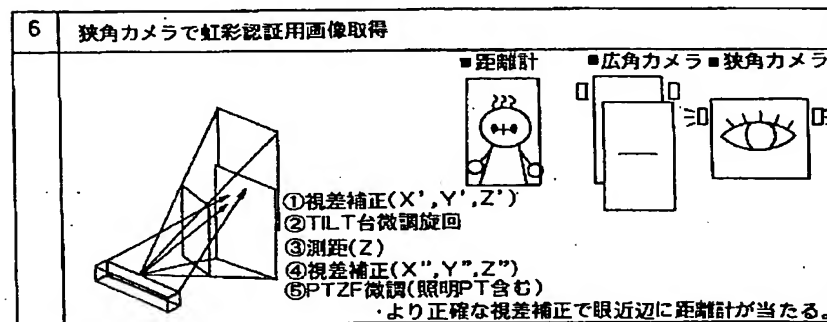 6
狭角カメラで虹彩認証用画像取得
■距離計 ■広角カメラ ■狭角カメラ
①視差補正(X',Y',Z')
②TILT台微調旋回
③測距(Z)
④視差補正(X",Y",Z")
⑤PTZF微調(照明PT含む)
・より正確な視差補正で眼近辺に距離計が当たる。